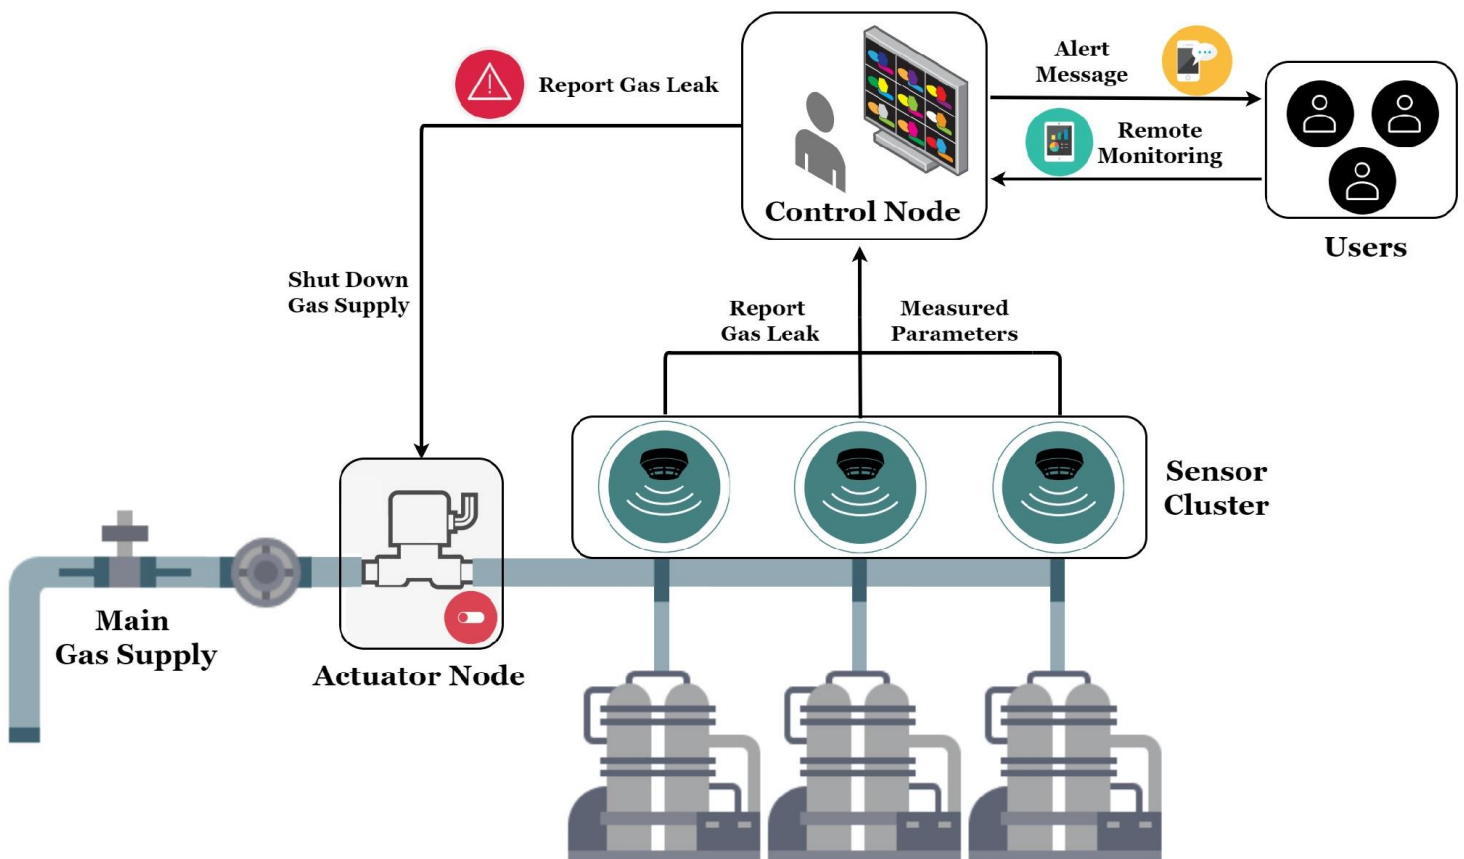 Report Gas Leak
Alert
Message
Remote
Monitoring
Control Node
Users
Shut Down
Gas Supply
Report
Gas Leak
Measured
Parameters
Sensor
Cluster
Main
Gas Supply
Actuator Node